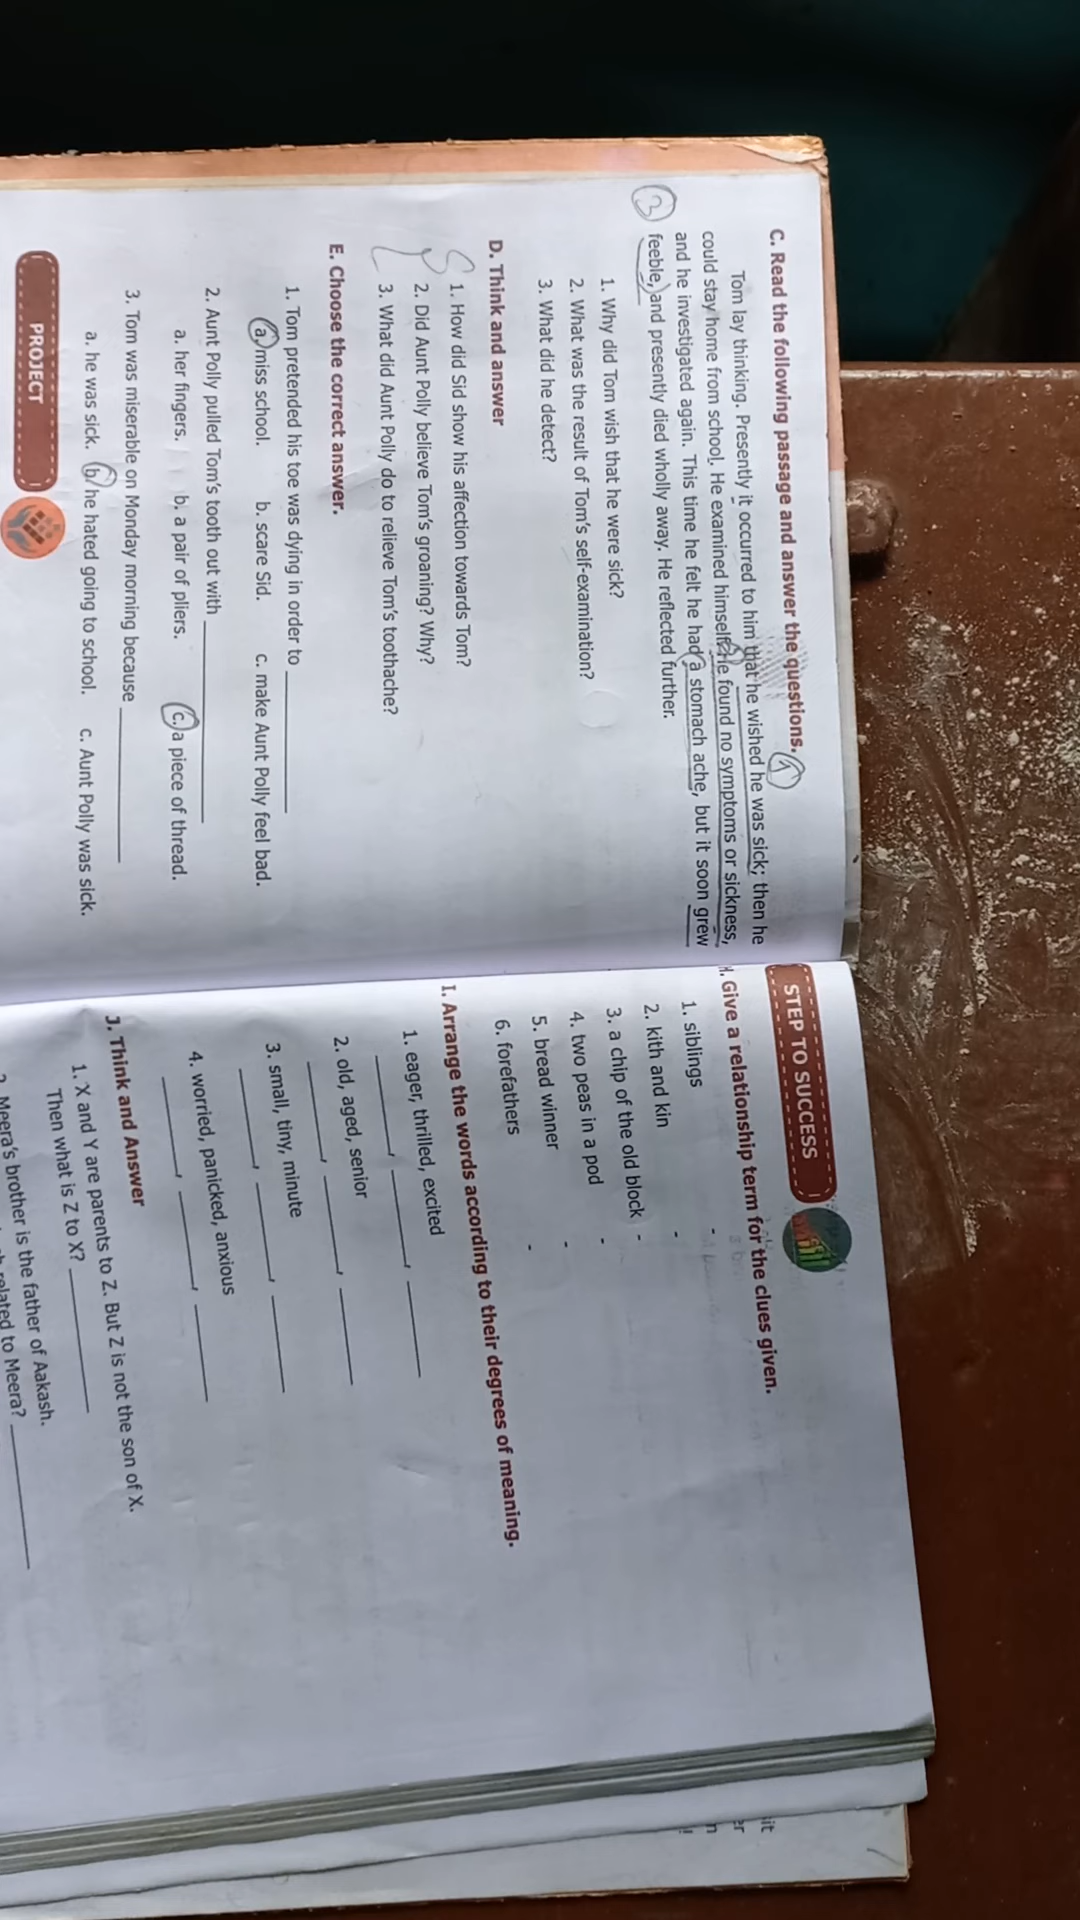 C. Read the following passage and answer the questions.
Tom lay thinking. Presently it occurred to him that he wished he was sick; then he
could stay home from school. He examined himself. He found no symptoms or sickness,
and he investigated again. This time he felt he had a stomach ache, but it soon grew
3 feeble, and presently died wholly away. He reflected further.
1. Why did Tom wish that he were sick?
2. What was the result of Tom's self-examination?
3. What did he detect?
D. Think and answer
1. How did Sid show his affection towards Tom?
2. Did Aunt Polly believe Tom's groaning? Why?
3. What did Aunt Polly do to relieve Tom's toothache?
E. Choose the correct answer.
1. Tom pretended his toe was dying in order to
a. miss school. b. scare Sid. c. make Aunt Polly feel bad.
2. Aunt Polly pulled Tom's tooth out with
a. her fingers. b. a pair of pliers. c. a piece of thread.
3. Tom was miserable on Monday morning because
a. he was sick. b. he hated going to school. c. Aunt Polly was sick.
PROJECT
STEP TO SUCCESS
H. Give a relationship term for the clues given.
1. siblings -
2. kith and kin -
3. a chip of the old block -
4. two peas in a pod -
5. bread winner -
6. forefathers -
I. Arrange the words according to their degrees of meaning.
1. eager, thrilled, excited
, ,
2. old, aged, senior
, ,
3. small, tiny, minute
, ,
4. worried, panicked, anxious
, ,
J. Think and Answer
1. X and Y are parents to Z. But Z is not the son of X.
Then what is Z to X?
2. Meera's brother is the father of Aakash.
related to Meera?